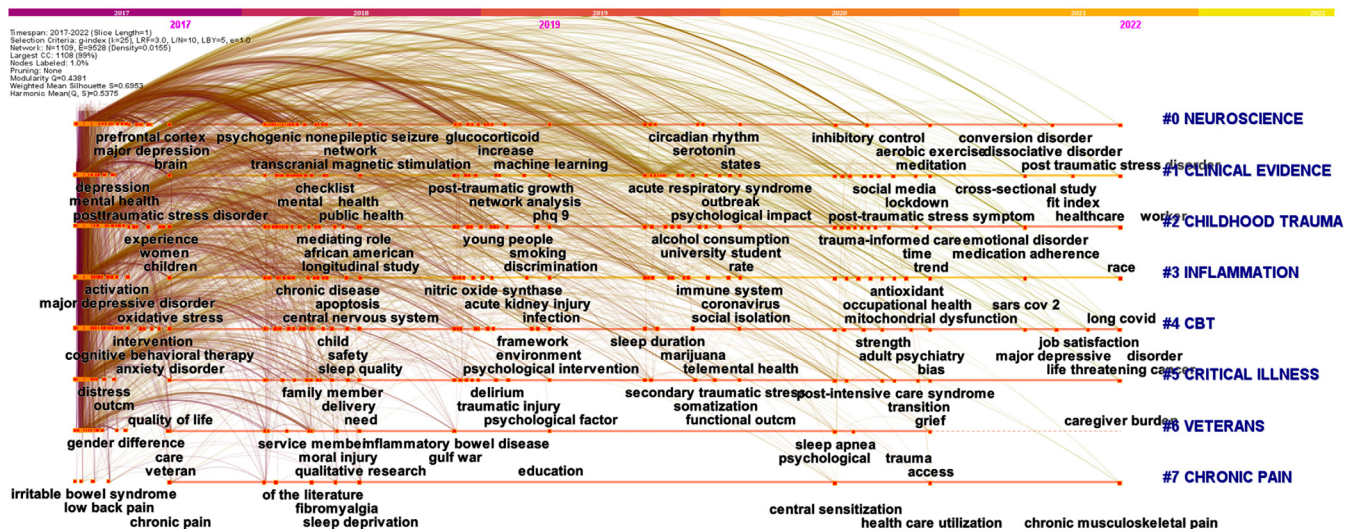 2017 2018 2019 2019 2020 2021 2022
2017 2019 2022
Timespan: 2017-2022 (Slice Length=1)
Selection Criteria: g-index (k=25), LRF=3.0, L/N=10, LBY=5, e=1.0
Network: N=1109, E=9528 (Density=0.0155)
Largest CC: 1108 (99%)
Nodes Labeled: 1.0%
Pruning: None
Modularity Q=0.4381
Weighted Mean Silhouette S=0.6953
Harmonic Mean(Q, S)=0.5375
#0 NEUROSCIENCE
prefrontal cortex psychogenic nonepileptic seizure glucocorticoid circadian rhythm inhibitory control conversion disorder
major depression network increase serotonin aerobic exercise dissociative disorder
brain transcranial magnetic stimulation machine learning states meditation post traumatic stress disorder
#1 CLINICAL EVIDENCE
depression checklist post-traumatic growth acute respiratory syndrome social media cross-sectional study
mental health mental health network analysis outbreak lockdown fit index
posttraumatic stress disorder public health phq 9 psychological impact post-traumatic stress symptom healthcare worker
#2 CHILDHOOD TRAUMA
experience mediating role young people alcohol consumption trauma-informed care emotional disorder
women african american smoking university student time medication adherence
children longitudinal study discrimination rate trend race
#3 INFLAMMATION
activation chronic disease nitric oxide synthase immune system antioxidant
major depressive disorder apoptosis acute kidney injury coronavirus occupational health sars cov 2
oxidative stress central nervous system infection social isolation mitochondrial dysfunction long covid
#4 CBT
intervention child framework sleep duration strength job satisfaction
cognitive behavioral therapy safety environment marijuana adult psychiatry major depressive disorder
anxiety disorder sleep quality psychological intervention telemental health bias life threatening cancer
#5 CRITICAL ILLNESS
distress family member delirium secondary traumatic stress post-intensive care syndrome
outcm delivery traumatic injury somatization transition
quality of life need psychological factor functional outcm grief caregiver burden
#6 VETERANS
gender difference service member inflammatory bowel disease sleep apnea
care moral injury gulf war psychological trauma
veteran qualitative research education access
#7 CHRONIC PAIN
irritable bowel syndrome of the literature
low back pain fibromyalgia central sensitization
chronic pain sleep deprivation health care utilization chronic musculoskeletal pain